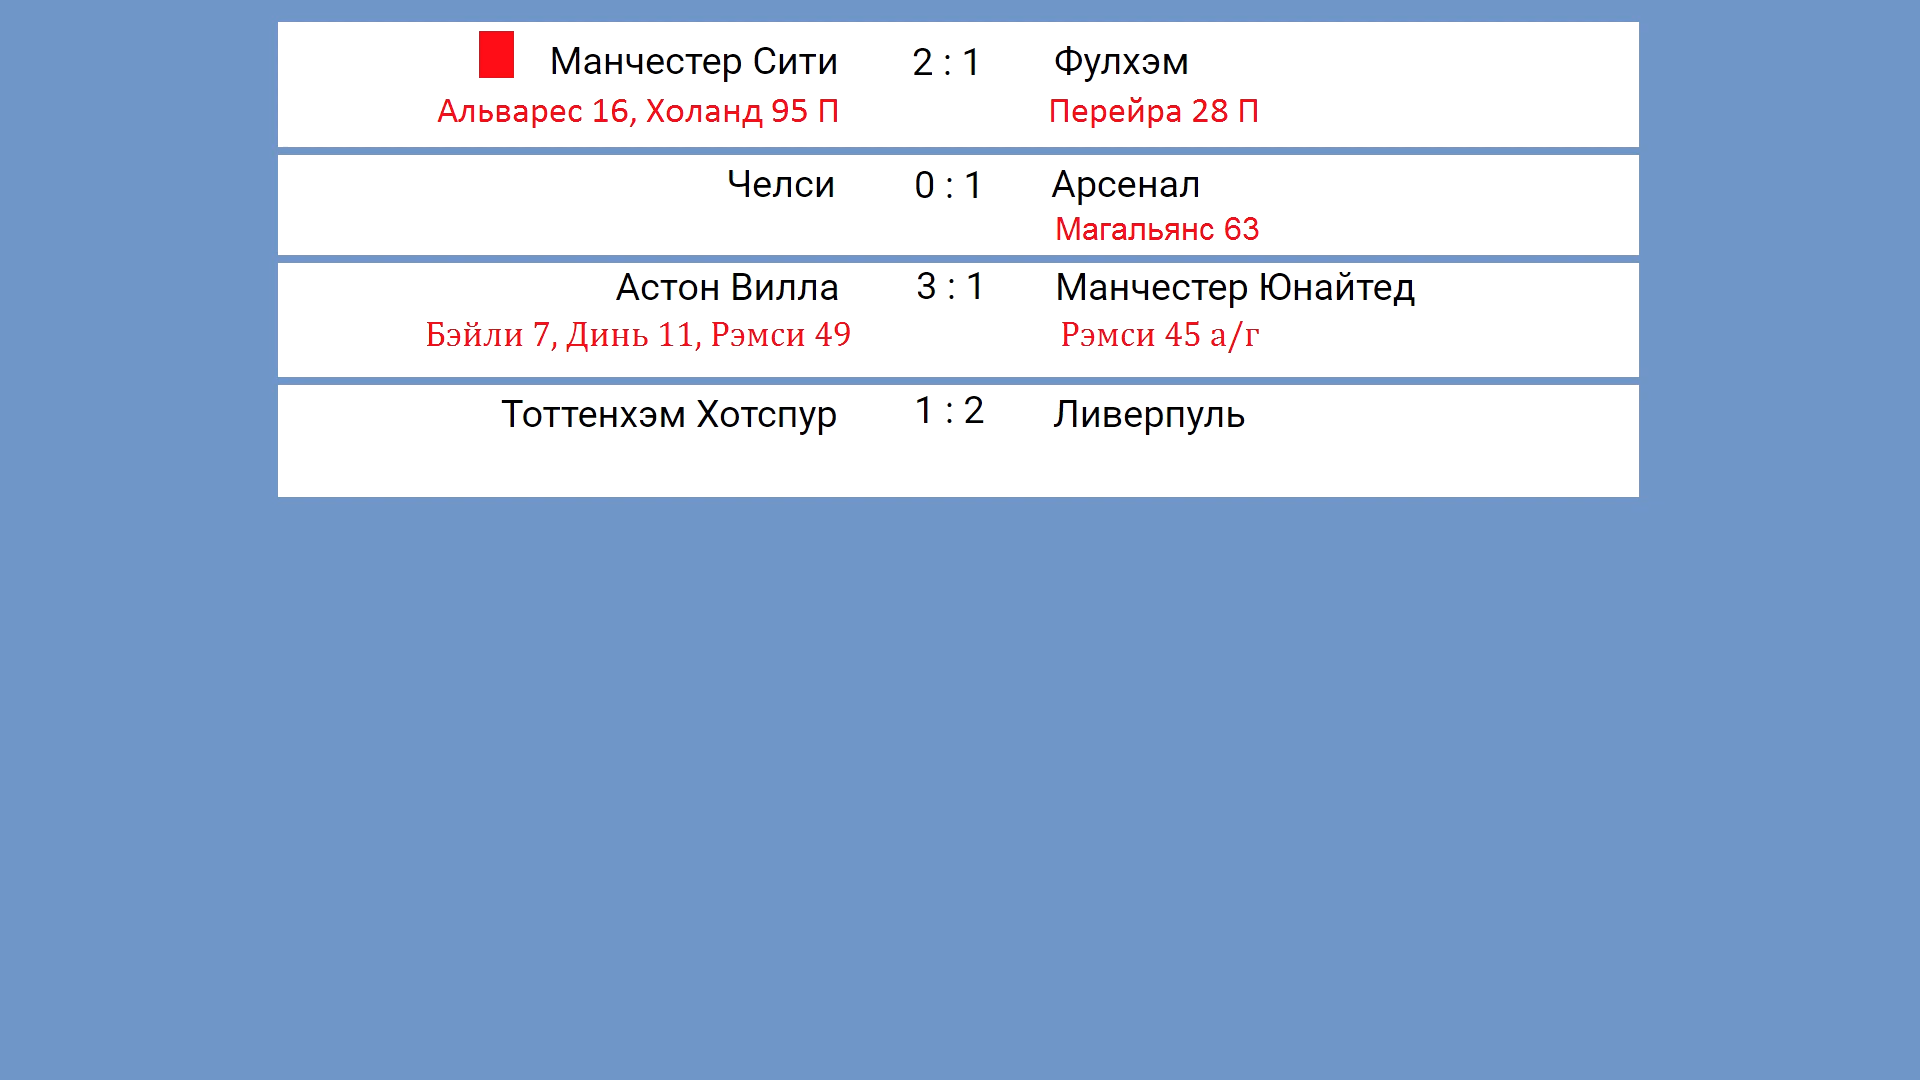 Манчестер Сити 2 : 1 Фулхэм
Альварес 16, Холанд 95 П Перейра 28 П
Челси 0 : 1 Арсенал
Магальянс 63
Астон Вилла 3 : 1 Манчестер Юнайтед
Бэйли 7, Динь 11, Рэмси 49 Рэмси 45 а/г
Тоттенхэм Хотспур 1 : 2 Ливерпуль